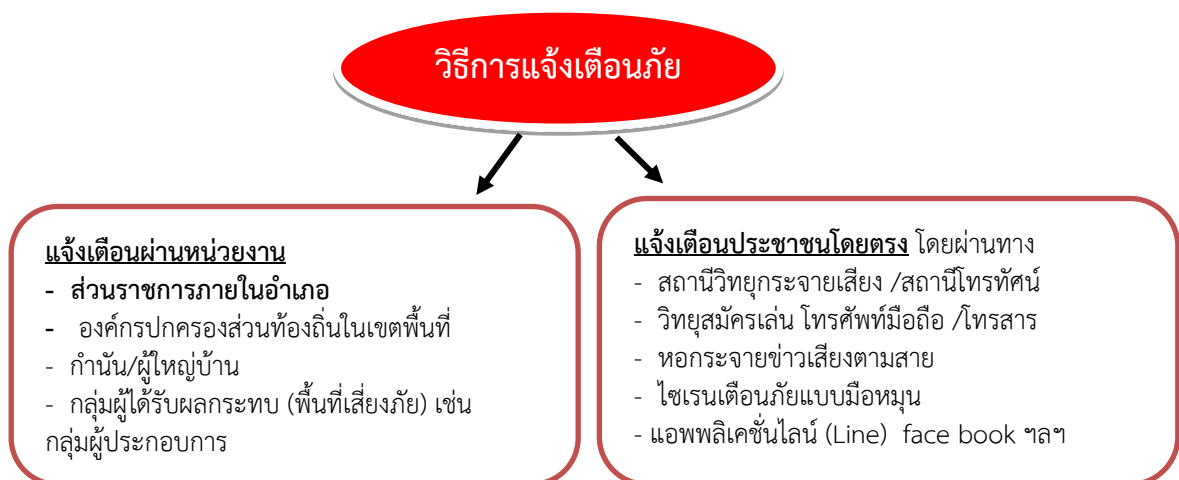 วิธีการแจ้งเตือนภัย
แจ้งเตือนผ่านหน่วยงาน
- ส่วนราชการภายในอำเภอ
- องค์กรปกครองส่วนท้องถิ่นในเขตพื้นที่
- กำนัน/ผู้ใหญ่บ้าน
- กลุ่มผู้ได้รับผลกระทบ (พื้นที่เสี่ยงภัย) เช่น
กลุ่มผู้ประกอบการ
แจ้งเตือนประชาชนโดยตรง โดยผ่านทาง
- สถานีวิทยุกระจายเสียง /สถานีโทรทัศน์
- วิทยุสมัครเล่น โทรศัพท์มือถือ /โทรสาร
- หอกระจายข่าวเสียงตามสาย
- ไซเรนเตือนภัยแบบมือหมุน
- แอพพลิเคชั่นไลน์ (Line) face book ฯลฯ